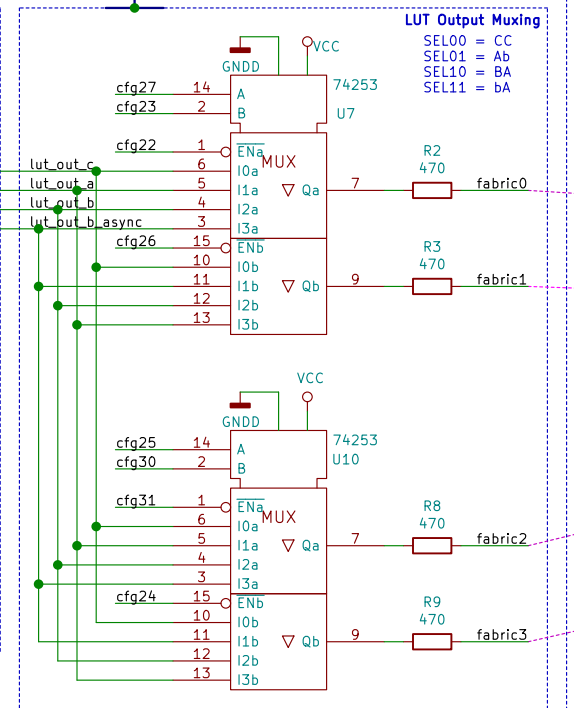 LUT Output Muxing
SEL00 = CC
SEL01 = Ab
SEL10 = BA
SEL11 = bA
VCC
GNDD
74253
U7
cfg27 14 A
cfg23 2 B
cfg22 1 ENa
MUX
lut_out_c 6 I0a
lut_out_a 5 I1a Qa 7 R2 470 fabric0
lut_out_b 4 I2a
lut_out_b_async 3 I3a
cfg26 15 ENb
10 I0b
11 I1b Qb 9 R3 470 fabric1
12 I2b
13 I3b
VCC
GNDD
74253
U10
cfg25 14 A
cfg30 2 B
cfg31 1 ENa
MUX
6 I0a
5 I1a Qa 7 R8 470 fabric2
4 I2a
3 I3a
cfg24 15 ENb
10 I0b
11 I1b Qb 9 R9 470 fabric3
12 I2b
13 I3b